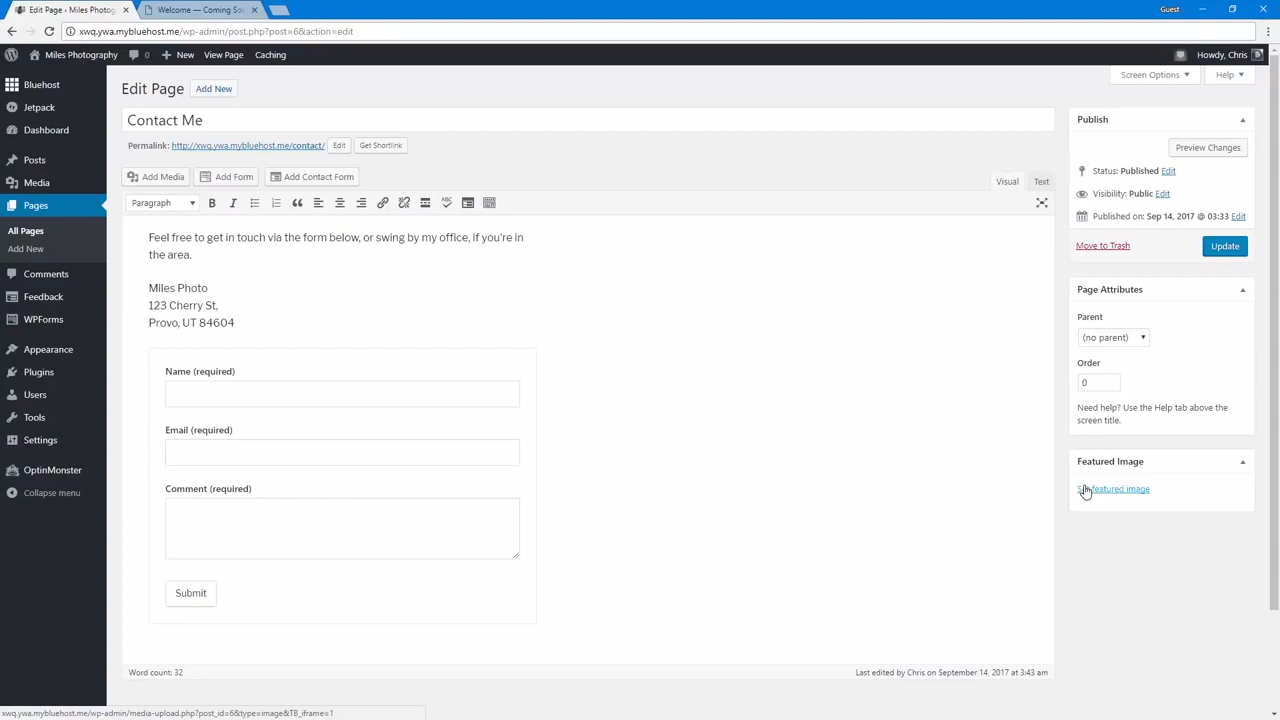 Edit Page ‹ Miles Photog
Welcome — Coming Soo
Guest
xwq.ywa.mybluehost.me/wp-admin/post.php?post=6&action=edit
Miles Photography
0
New
View Page
Caching
Howdy, Chris
Bluehost
Jetpack
Dashboard
Posts
Media
Pages
All Pages
Add New
Comments
Feedback
WPForms
Appearance
Plugins
Users
Tools
Settings
OptinMonster
Collapse menu
Screen Options
Help
Edit Page
Add New
Contact Me
Permalink: http://xwq.ywa.mybluehost.me/contact/ Edit Get Shortlink
Add Media
Add Form
Add Contact Form
Visual
Text
Paragraph
B I
ABC
Feel free to get in touch via the form below, or swing by my office, if you're in
the area.
Miles Photo
123 Cherry St,
Provo, UT 84604
Name (required)
Email (required)
Comment (required)
Submit
Word count: 32
Last edited by Chris on September 14, 2017 at 3:43 am
Publish
Preview Changes
Status: Published Edit
Visibility: Public Edit
Published on: Sep 14, 2017 @ 03:33 Edit
Move to Trash
Update
Page Attributes
Parent
(no parent)
Order
0
Need help? Use the Help tab above the
screen title.
Featured Image
featured image
xwq.ywa.mybluehost.me/wp-admin/media-upload.php?post_id=6&type=image&TB_iframe=1